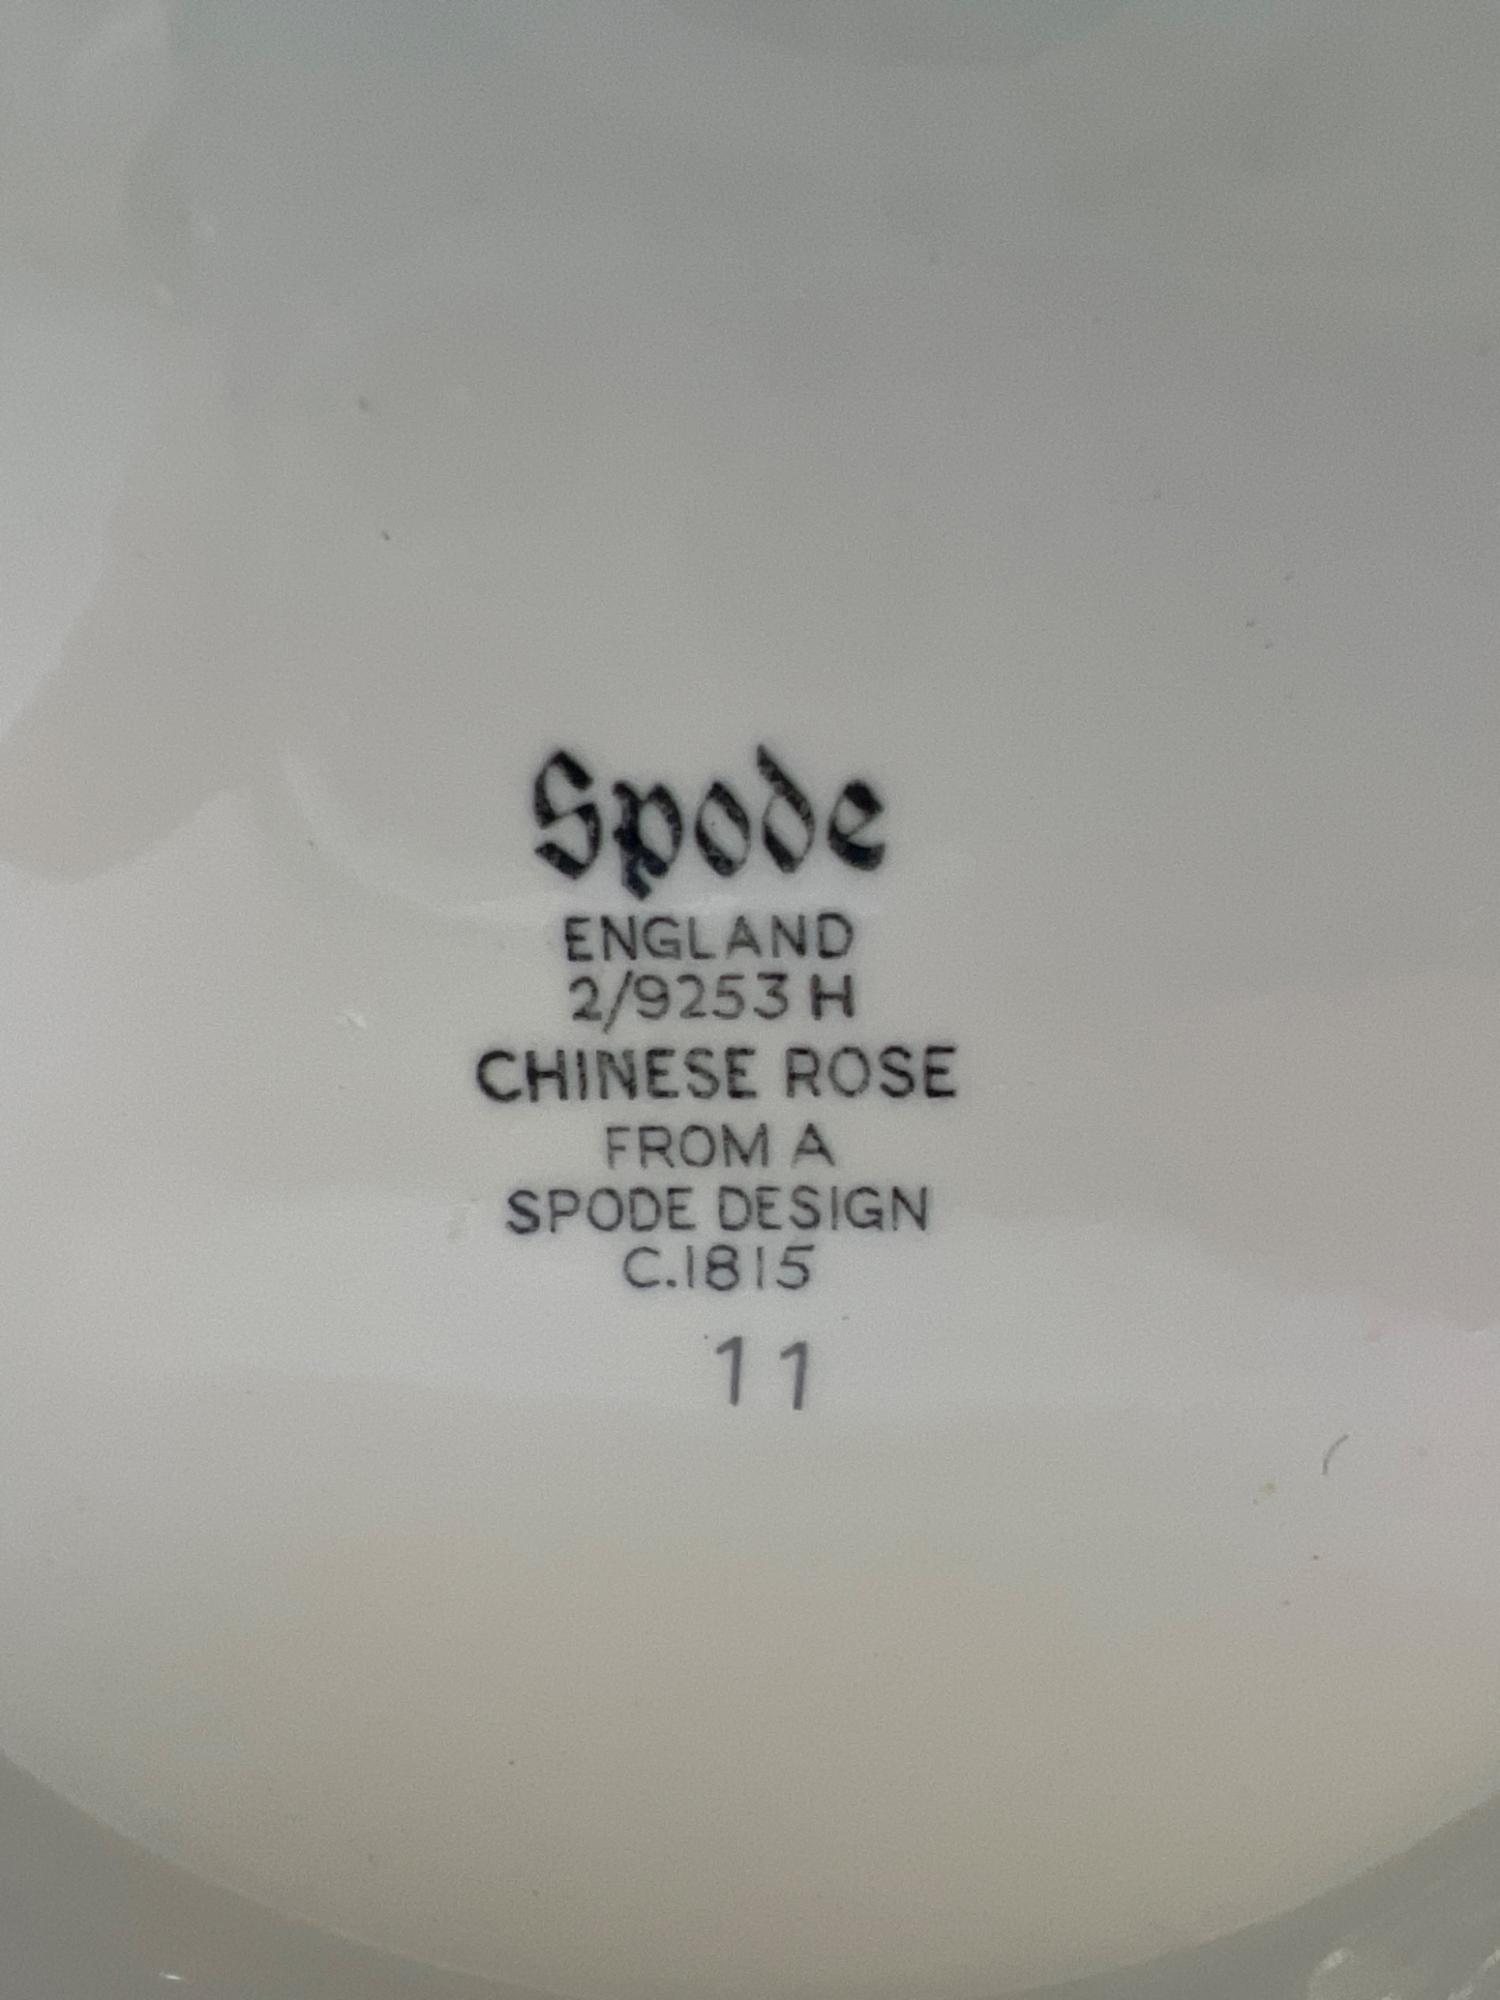 Spode
ENGLAND
2/9253 H
CHINESE ROSE
FROM A
SPODE DESIGN
C.1815
11